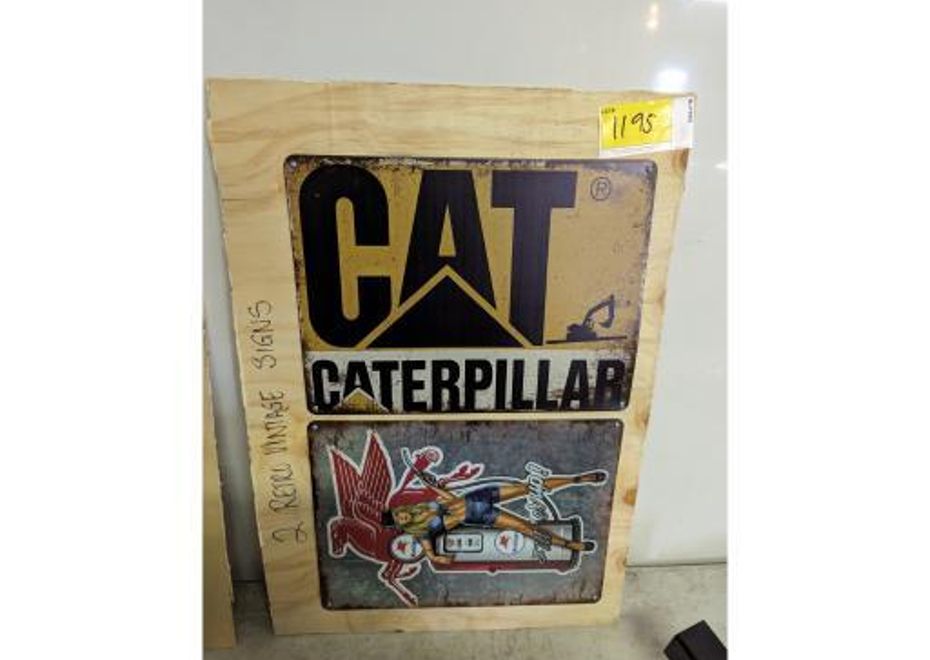 1195
CAT®
CATERPILLAR
2 RETRO VINTAGE SIGNS